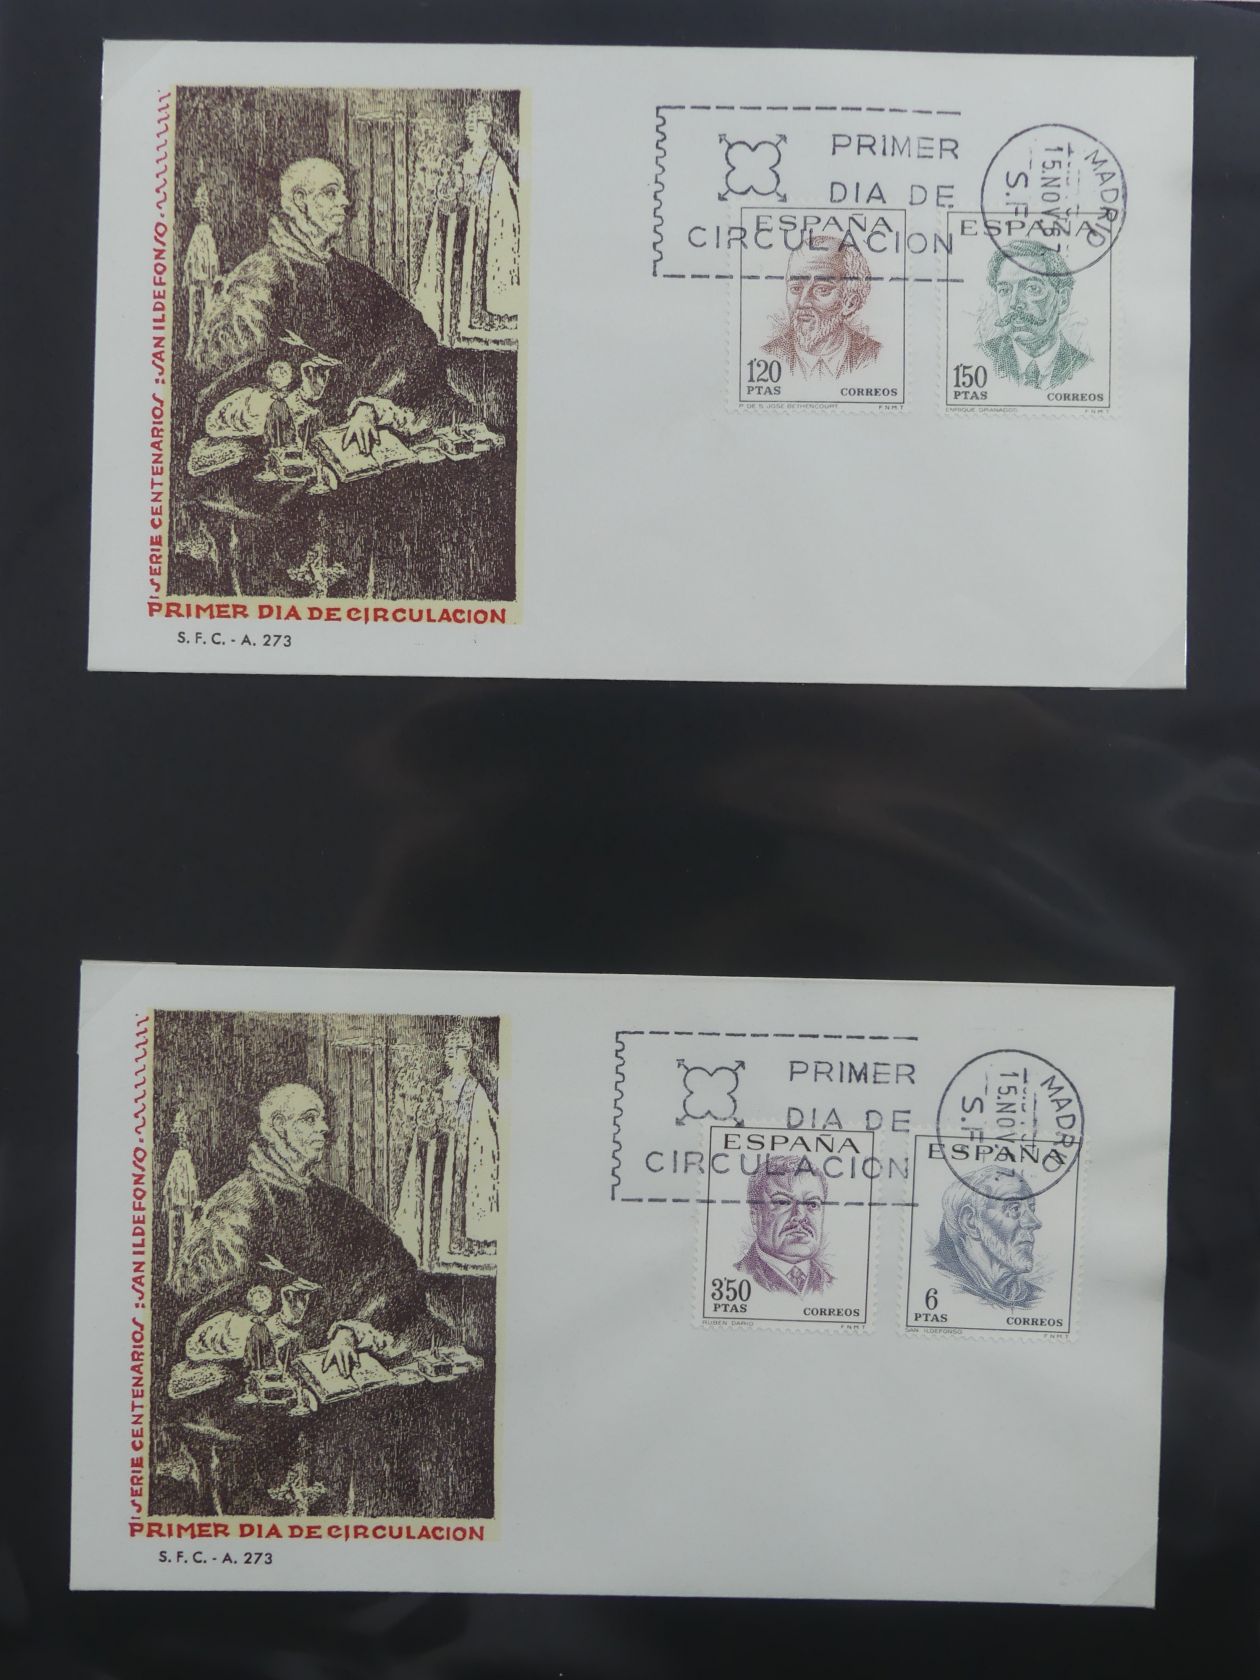 I SERIE CENTENARIOS :SAN ILDEFONSO.
PRIMER DIA DE CIRCULACION
S. F. C. - A. 273
PRIMER
DIA DE
CIRCULACION
MADRID
15.NOV.67
S.F.
ESPAÑA
1'20
PTAS
CORREOS
P. DE S. JOSE BETHENCOURT
F.N.M.T
ESPAÑA
1'50
PTAS
CORREOS
ENRIQUE GRANADOS
F.N.M.T
I SERIE CENTENARIOS :SAN ILDEFONSO.
PRIMER DIA DE CIRCULACION
S. F. C. - A. 273
PRIMER
DIA DE
CIRCULACION
MADRID
15.NOV
S.F.
ESPAÑA
3'50
PTAS
CORREOS
RUBEN DARIO
F.N.M.T
ESPAÑA
6
PTAS
CORREOS
SAN ILDEFONSO
F.N.M.T